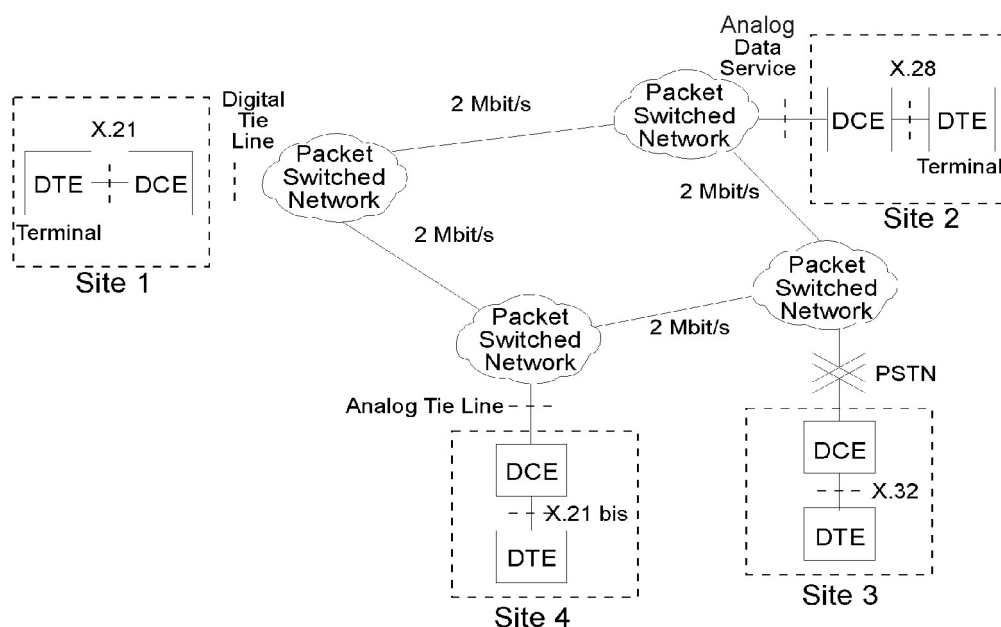 Analog
Data
Service
X.28
DCE
DTE
Terminal
Site 2
Digital
Tie
Line
2 Mbit/s
Packet
Switched
Network
X.21
DTE
DCE
Terminal
Site 1
Packet
Switched
Network
2 Mbit/s
2 Mbit/s
Packet
Switched
Network
Packet
Switched
Network
2 Mbit/s
PSTN
Analog Tie Line
DCE
X.21 bis
DTE
Site 4
DCE
X.32
DTE
Site 3